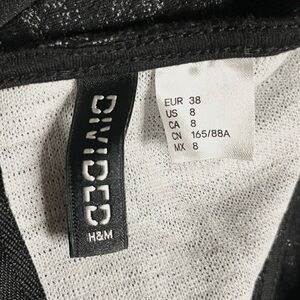 DIVIDED
H&M
EUR 38
US 8
CA 8
CN 165/88A
MX 8